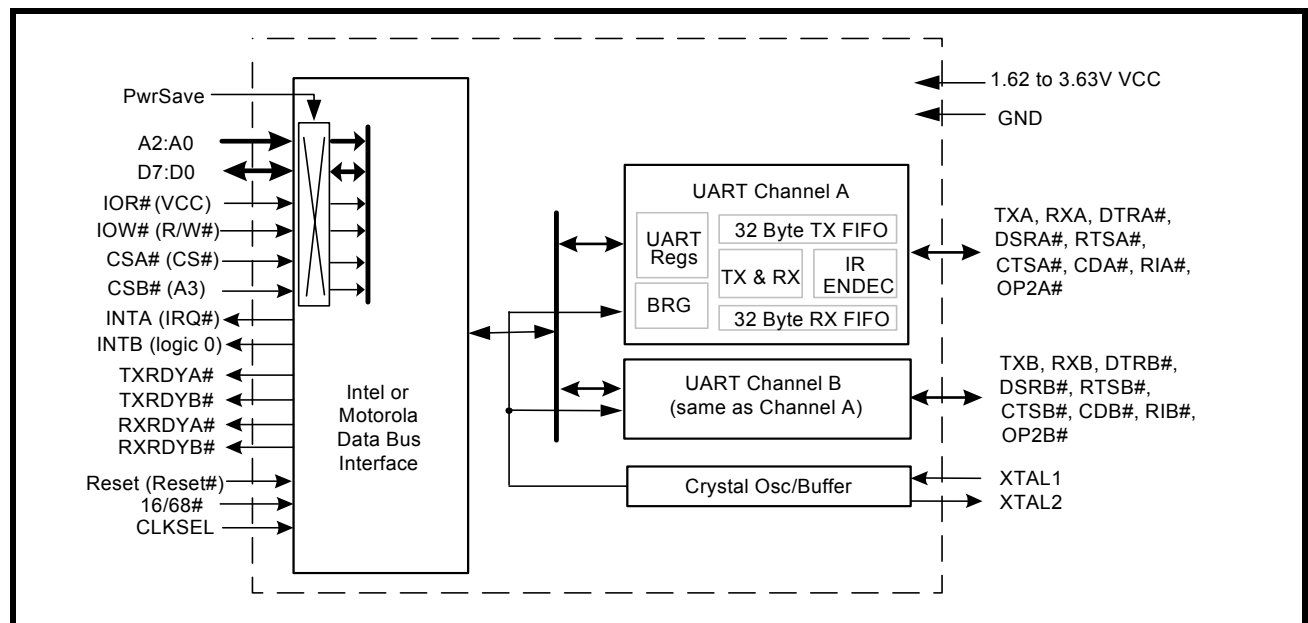 PwrSave
A2:A0
D7:D0
IOR# (VCC)
IOW# (R/W#)
CSA# (CS#)
CSB# (A3)
INTA (IRQ#)
INTB (logic 0)
TXRDYA#
TXRDYB#
RXRDYA#
RXRDYB#
Reset (Reset#)
16/68#
CLKSEL
Intel or
Motorola
Data Bus
Interface
UART Channel A
UART
Regs
BRG
32 Byte TX FIFO
TX & RX
IR
ENDEC
32 Byte RX FIFO
UART Channel B
(same as Channel A)
Crystal Osc/Buffer
1.62 to 3.63V VCC
GND
TXA, RXA, DTRA#,
DSRA#, RTSA#,
CTSA#, CDA#, RIA#,
OP2A#
TXB, RXB, DTRB#,
DSRB#, RTSB#,
CTSB#, CDB#, RIB#,
OP2B#
XTAL1
XTAL2